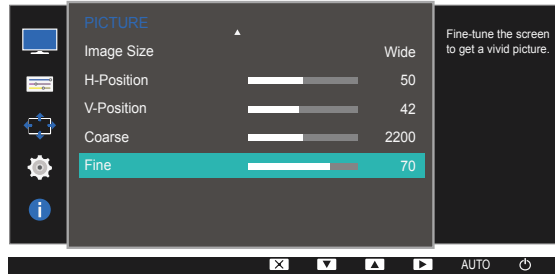 PICTURE
Image Size Wide
H-Position 50
V-Position 42
Coarse 2200
Fine 70
Fine-tune the screen
to get a vivid picture.
AUTO